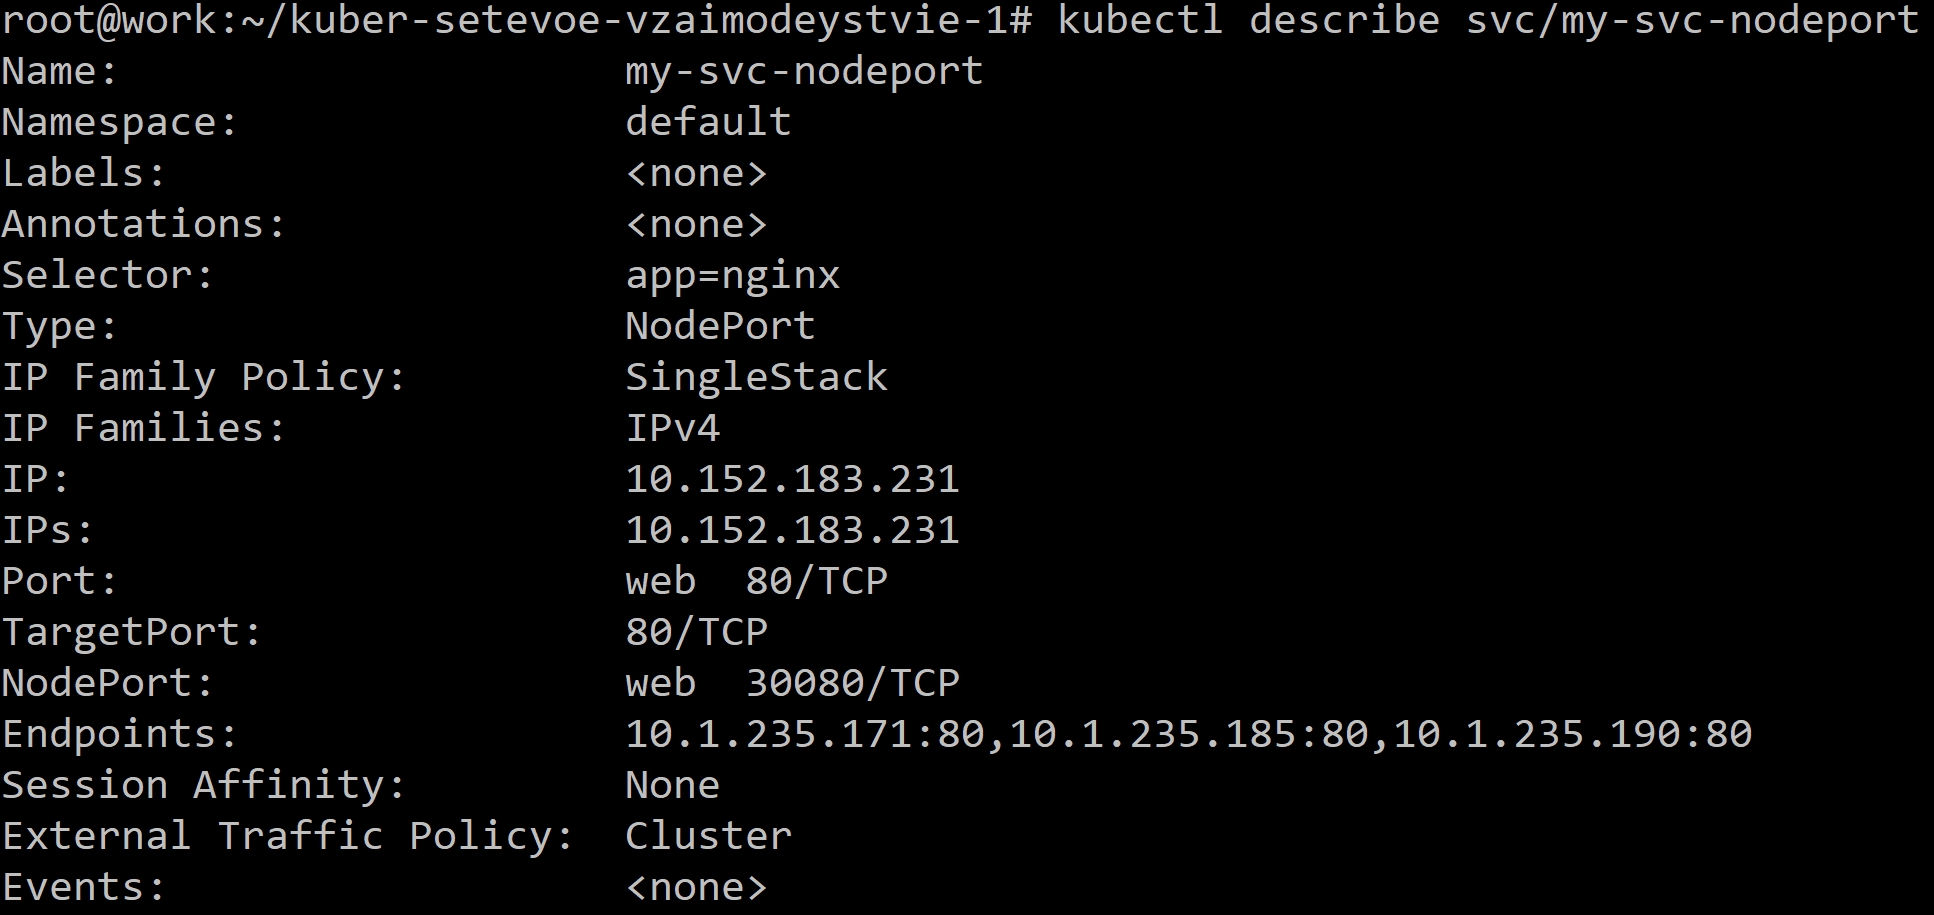 root@work:~/kuber-setevoe-vzaimodeystvie-1# kubectl describe svc/my-svc-nodeport
Name:                     my-svc-nodeport
Namespace:                default
Labels:                   <none>
Annotations:              <none>
Selector:                 app=nginx
Type:                     NodePort
IP Family Policy:         SingleStack
IP Families:              IPv4
IP:                       10.152.183.231
IPs:                      10.152.183.231
Port:                     web  80/TCP
TargetPort:               80/TCP
NodePort:                 web  30080/TCP
Endpoints:                10.1.235.171:80,10.1.235.185:80,10.1.235.190:80
Session Affinity:         None
External Traffic Policy:  Cluster
Events:                   <none>